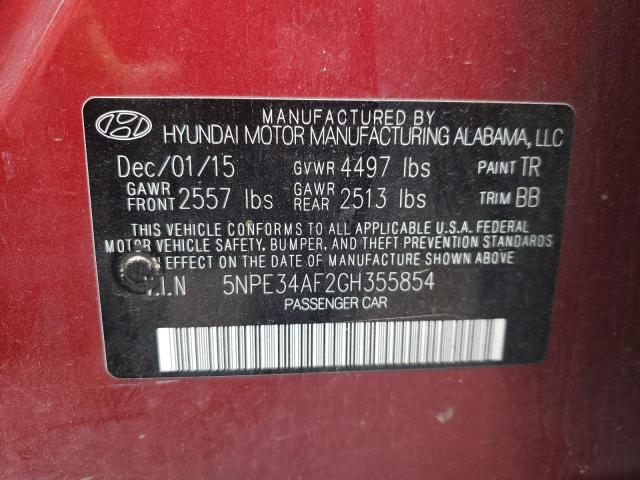 MANUFACTURED BY
HYUNDAI MOTOR MANUFACTURING ALABAMA, LLC
Dec/01/15 GVWR 4497 lbs PAINT TR
GAWR FRONT 2557 lbs GAWR REAR 2513 lbs TRIM BB
THIS VEHICLE CONFORMS TO ALL APPLICABLE U.S.A. FEDERAL
MOTOR VEHICLE SAFETY, BUMPER, AND THEFT PREVENTION
IN EFFECT ON THE DATE OF MANUFACTURE SHOWN ABOVE.
V.I.N 5NPE34AF2GH355854
PASSENGER CAR